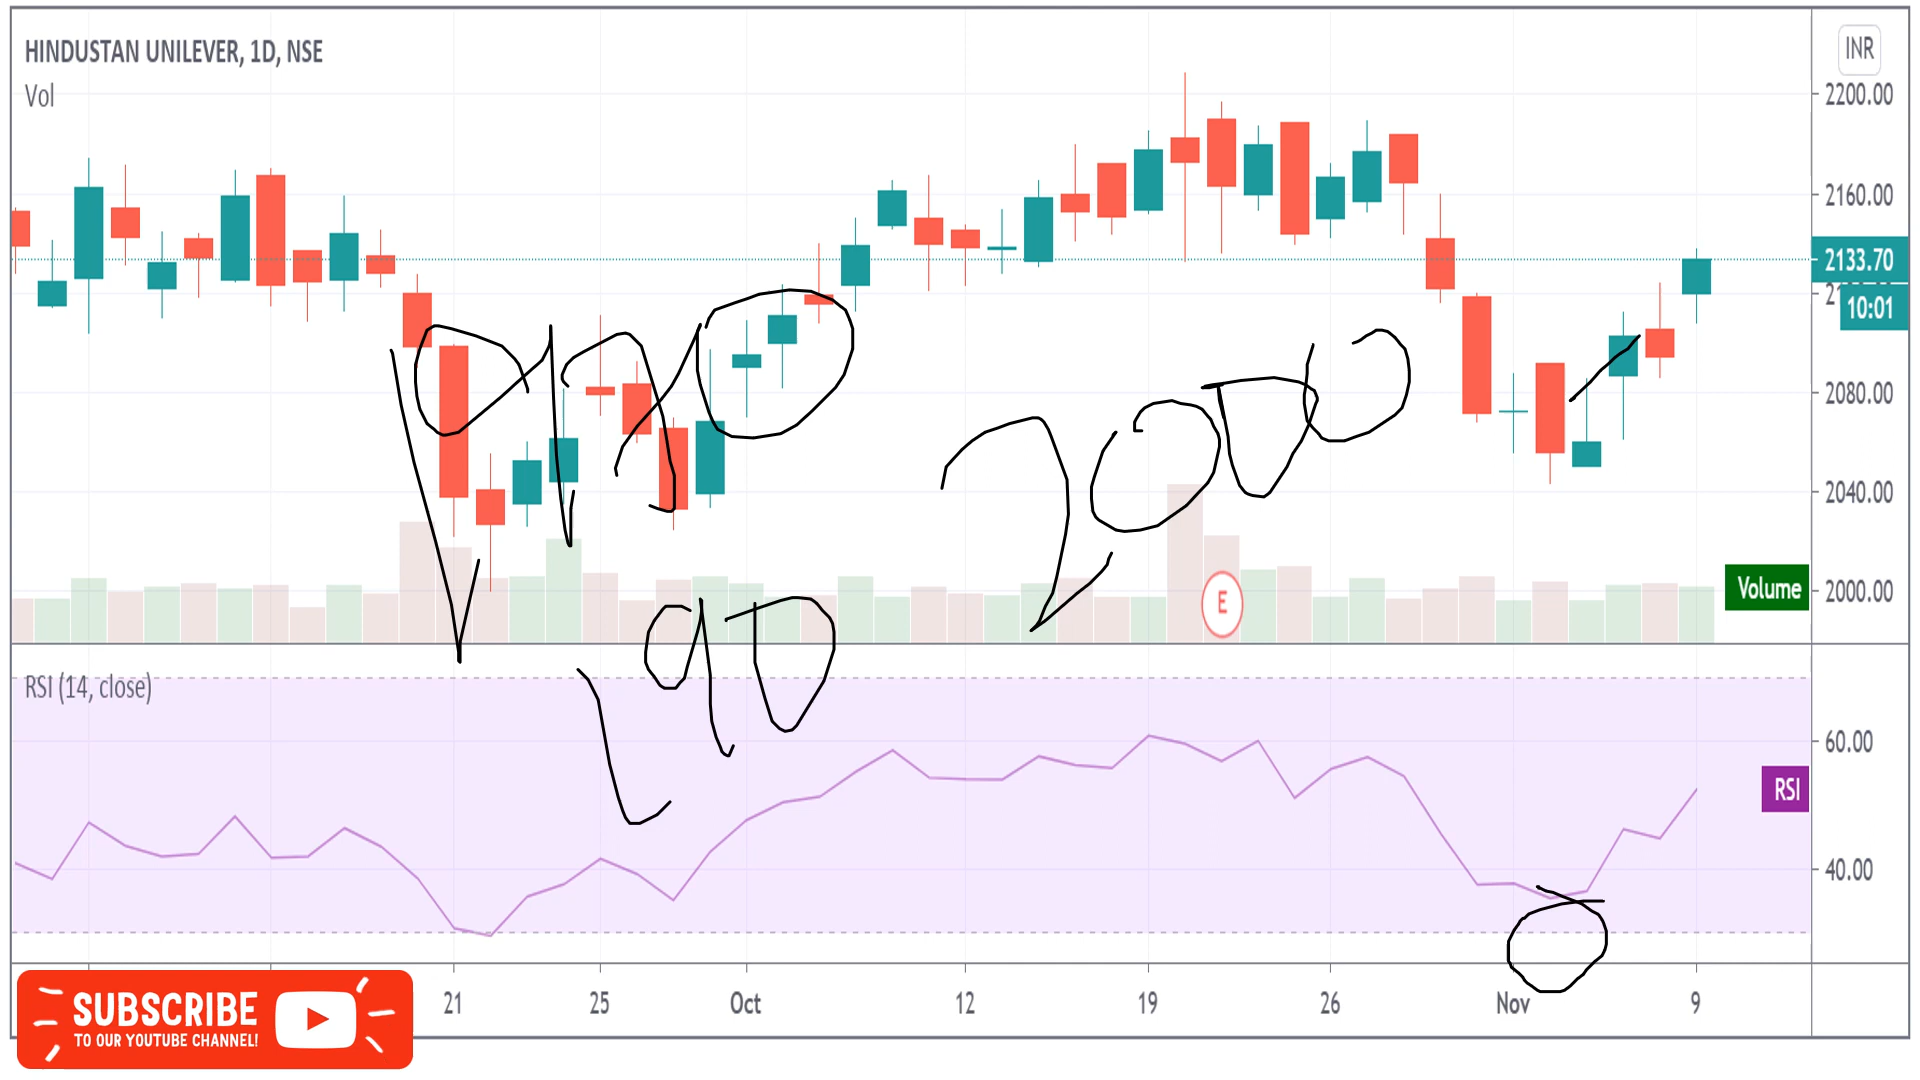 HINDUSTAN UNILEVER, 1D, NSE
INR
Vol
2200.00
2160.00
2133.70
10:01
2080.00
2040.00
2000.00
Volume
E
RSI (14, close)
60.00
RSI
40.00
21 25 Oct 12 19 26 Nov 9
SUBSCRIBE
TO OUR YOUTUBE CHANNEL!